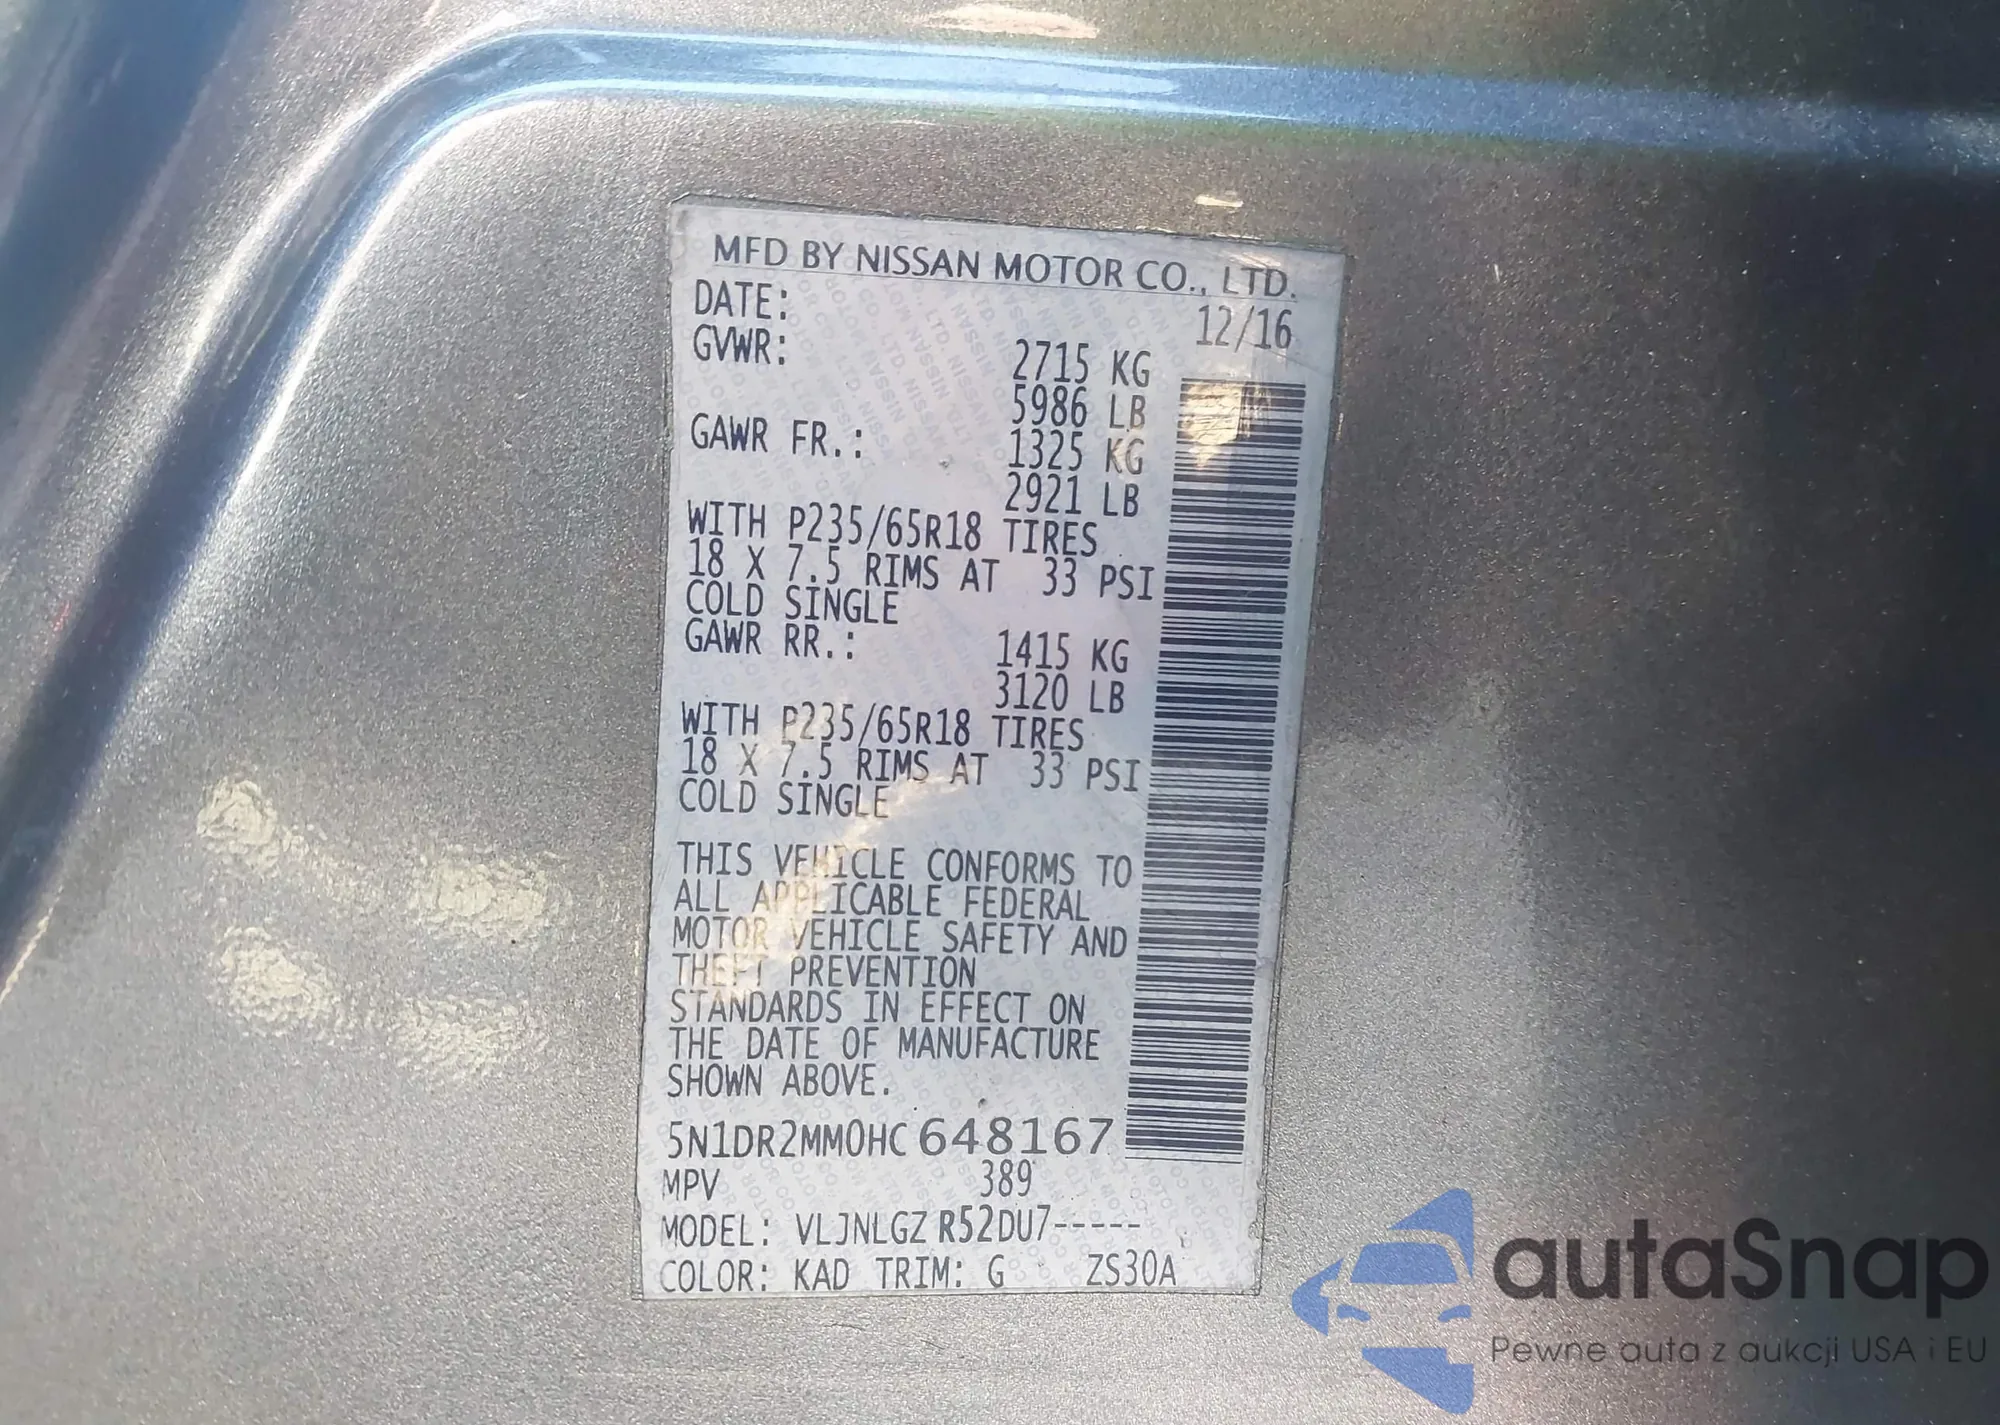 MFD BY NISSAN MOTOR CO., LTD.
DATE: 12/16
GVWR: 2715 KG
5986 LB
GAWR FR.: 1325 KG
2921 LB
WITH P235/65R18 TIRES
18 X 7.5 RIMS AT 33 PSI
COLD SINGLE
GAWR RR.: 1415 KG
3120 LB
WITH P235/65R18 TIRES
18 X 7.5 RIMS AT 33 PSI
COLD SINGLE
THIS VEHICLE CONFORMS TO
ALL APPLICABLE FEDERAL
MOTOR VEHICLE SAFETY AND
THEFT PREVENTION
STANDARDS IN EFFECT ON
THE DATE OF MANUFACTURE
SHOWN ABOVE.
5N1DR2MM0HC648167
MPV 389
MODEL: VLJNLGZ R52DU7-----
COLOR: KAD TRIM: G ZS30A
autaSnap
Pewne auta z aukcji USA i EU